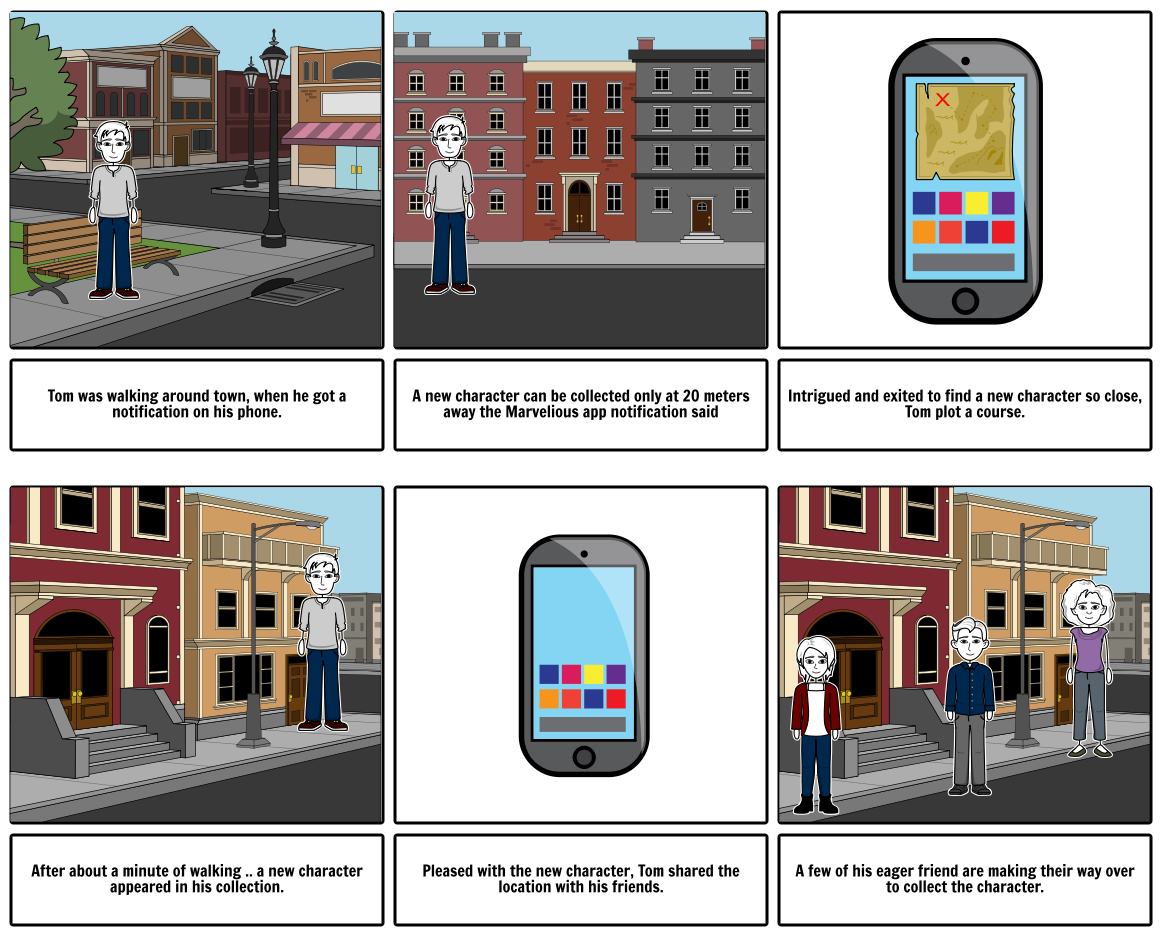 Tom was walking around town, when he got a
notification on his phone.
A new character can be collected only at 20 meters
away the Marvelious app notification said
Intrigued and exited to find a new character so close,
Tom plot a course.
After about a minute of walking .. a new character
appeared in his collection.
Pleased with the new character, Tom shared the
location with his friends.
A few of his eager friend are making their way over
to collect the character.